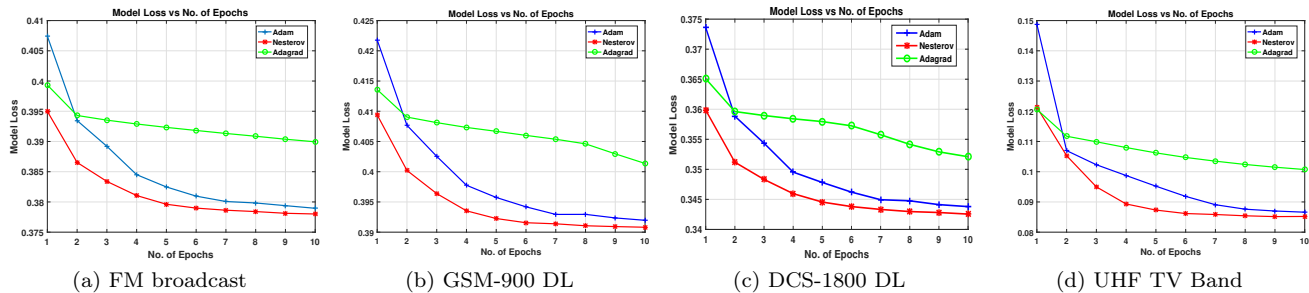 Model Loss vs No. of Epochs
Model Loss
0.41
0.405
0.4
0.395
0.39
0.385
0.38
0.375
1 2 3 4 5 6 7 8 9 10
No. of Epochs
Adam
Nesterov
Adagrad
(a) FM broadcast
Model Loss vs No. of Epochs
Model Loss
0.425
0.42
0.415
0.41
0.405
0.4
0.395
0.39
1 2 3 4 5 6 7 8 9 10
No. of Epochs
Adam
Nesterov
Adagrad
(b) GSM-900 DL
Model Loss vs No. of Epochs
Model Loss
0.375
0.37
0.365
0.36
0.355
0.35
0.345
0.34
1 2 3 4 5 6 7 8 9 10
No. of Epochs
Adam
Nesterov
Adagrad
(c) DCS-1800 DL
Model Loss vs No. of Epochs
Model Loss
0.15
0.14
0.13
0.12
0.11
0.1
0.09
0.08
1 2 3 4 5 6 7 8 9 10
No. of Epochs
Adam
Nesterov
Adagrad
(d) UHF TV Band